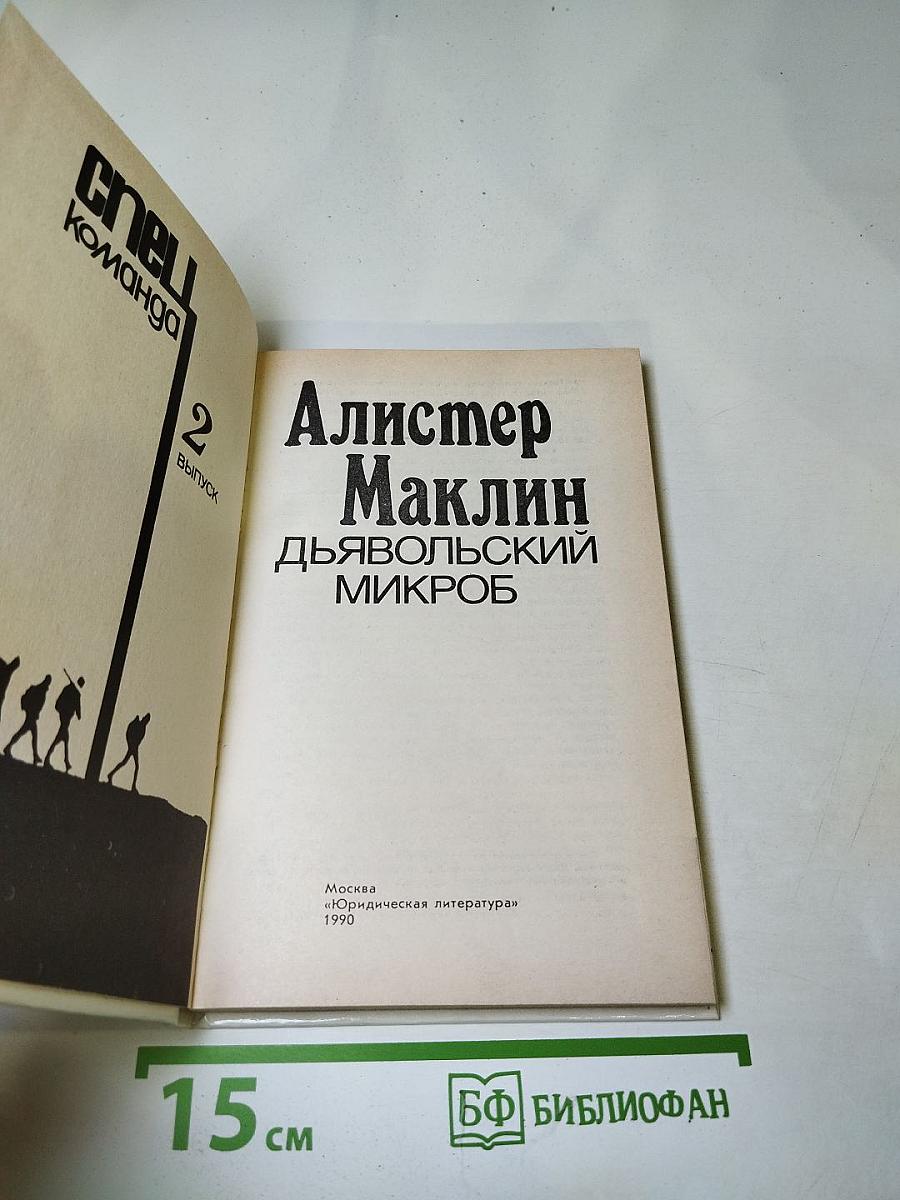 спец
команда
2
выпуск
Алистер
Маклин
ДЬЯВОЛЬСКИЙ
МИКРОБ
Москва
«Юридическая литература»
1990
15 см
БФ БИБЛИОФАН